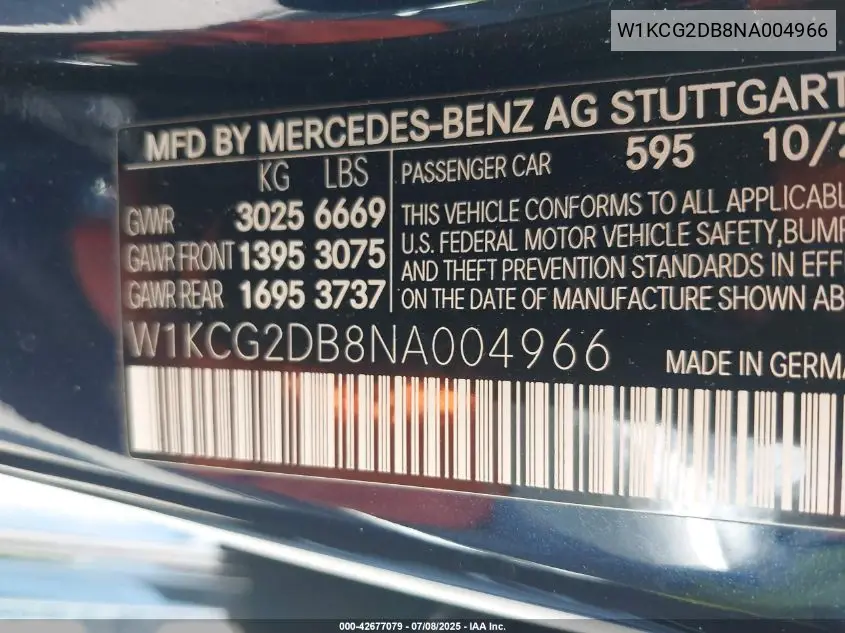 W1KCG2DB8NA004966
MFD BY MERCEDES-BENZ AG STUTTGART
KG LBS
GVWR 3025 6669
GAWR FRONT 1395 3075
GAWR REAR 1695 3737
PASSENGER CAR 595 10/2
THIS VEHICLE CONFORMS TO ALL APPLICABL
U.S. FEDERAL MOTOR VEHICLE SAFETY, BUMP
AND THEFT PREVENTION STANDARDS IN EFF
ON THE DATE OF MANUFACTURE SHOWN AB
W1KCG2DB8NA004966
MADE IN GERMA
000-42677079 - 07/08/2025 - IAA Inc.